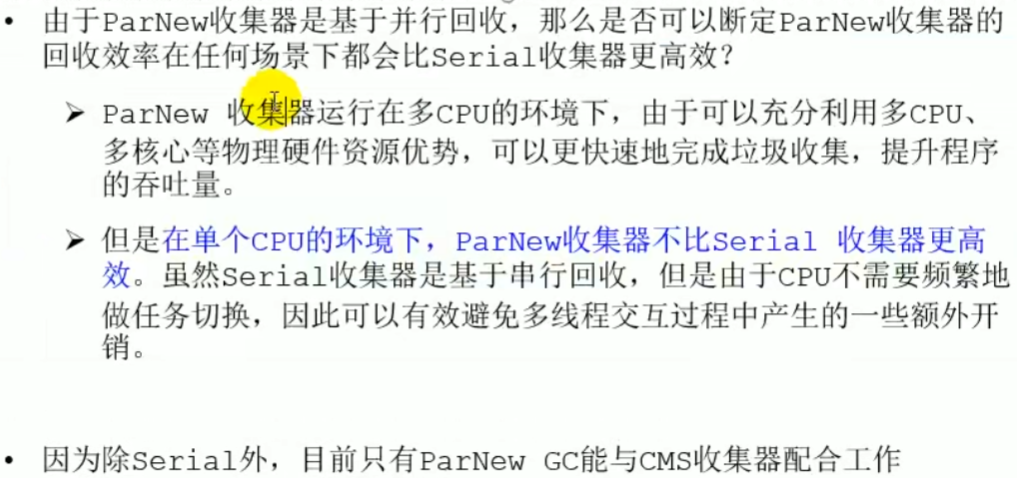 • 由于ParNew收集器是基于并行回收，那么是否可以断定ParNew收集器的
回收效率在任何场景下都会比Serial收集器更高效？
➢ ParNew 收集器运行在多CPU的环境下，由于可以充分利用多CPU、
多核心等物理硬件资源优势，可以更快速地完成垃圾收集，提升程序
的吞吐量。
➢ 但是在单个CPU的环境下，ParNew收集器不比Serial 收集器更高
效。虽然Serial收集器是基于串行回收，但是由于CPU不需要频繁地
做任务切换，因此可以有效避免多线程交互过程中产生的一些额外开
销。
• 因为除Serial外，目前只有ParNew GC能与CMS收集器配合工作